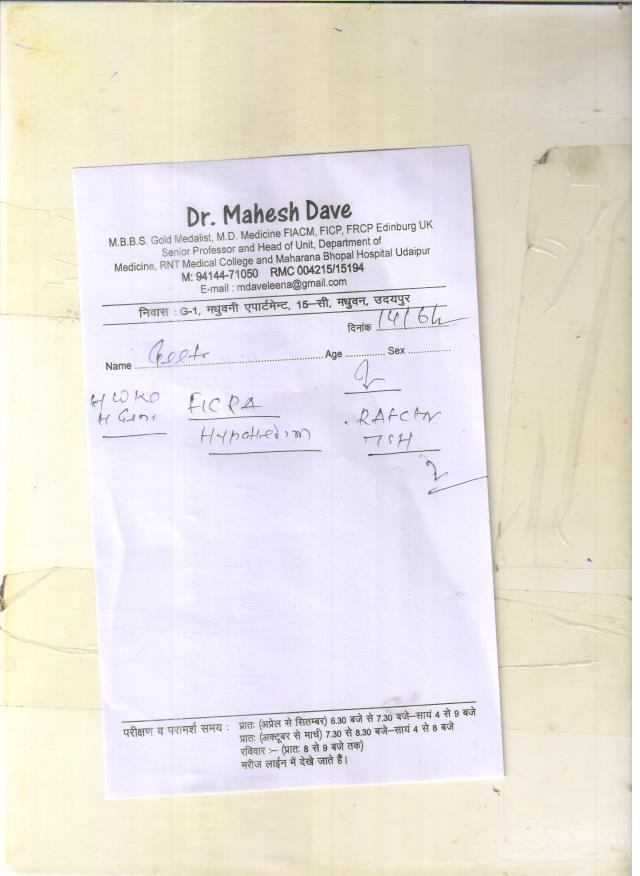 Dr. Mahesh Dave
M.B.B.S. Gold Medalist, M.D. Medicine FIACM, FICP, FRCP Edinburg UK
Senior Professor and Head of Unit, Department of
Medicine, RNT Medical College and Maharana Bhopal Hospital Udaipur
M: 94144-71050 RMC 004215/15194
E-mail : mdaveleena@gmail.com
निवास : G-1, मधुवनी एपार्टमेन्ट, 15-सी, मधुवन, उदयपुर
दिनांक
Name Age Sex
TSH
परीक्षण व परामर्श समय : प्रातः (अप्रेल से सितम्बर) 6.30 बजे से 7.30 बजे-सायं 4 से 9 बजे
प्रातः (अक्टूबर से मार्च) 7.30 से 8.30 बजे-सायं 4 से 8 बजे
रविवार :- (प्रातः 8 से 9 बजे तक)
मरीज लाईन में देखे जाते हैं।